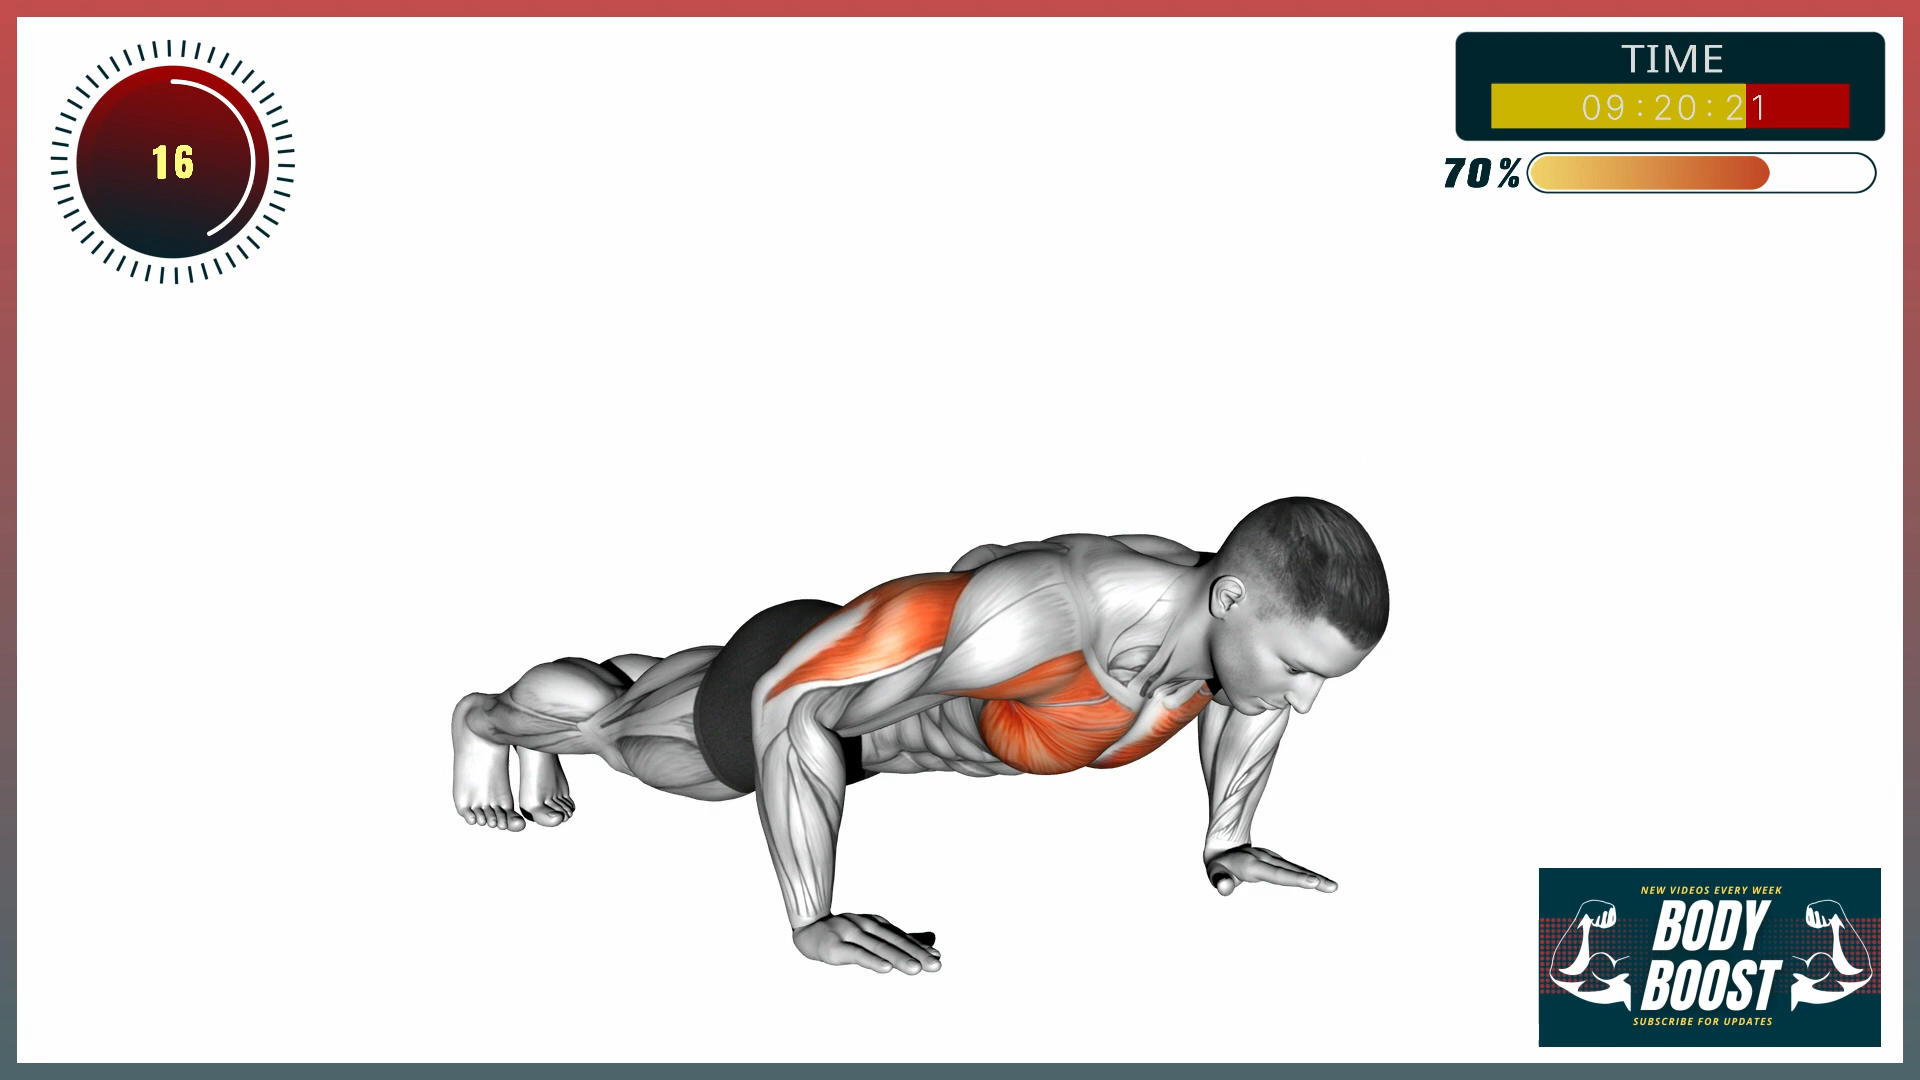 16
TIME
09:20:21
70%
NEW VIDEOS EVERY WEEK
BODY
BOOST
SUBSCRIBE FOR UPDATES